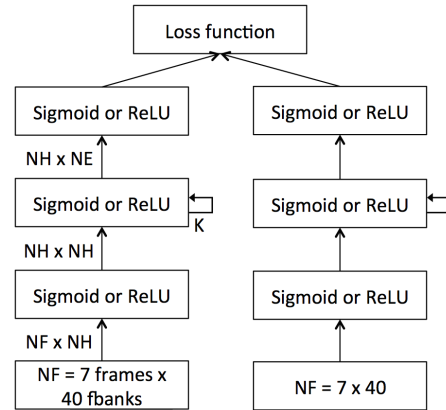 Loss function
Sigmoid or ReLU
Sigmoid or ReLU
NH x NE
Sigmoid or ReLU
Sigmoid or ReLU
K
NH x NH
Sigmoid or ReLU
Sigmoid or ReLU
NF x NH
NF = 7 frames x
40 fbanks
NF = 7 x 40